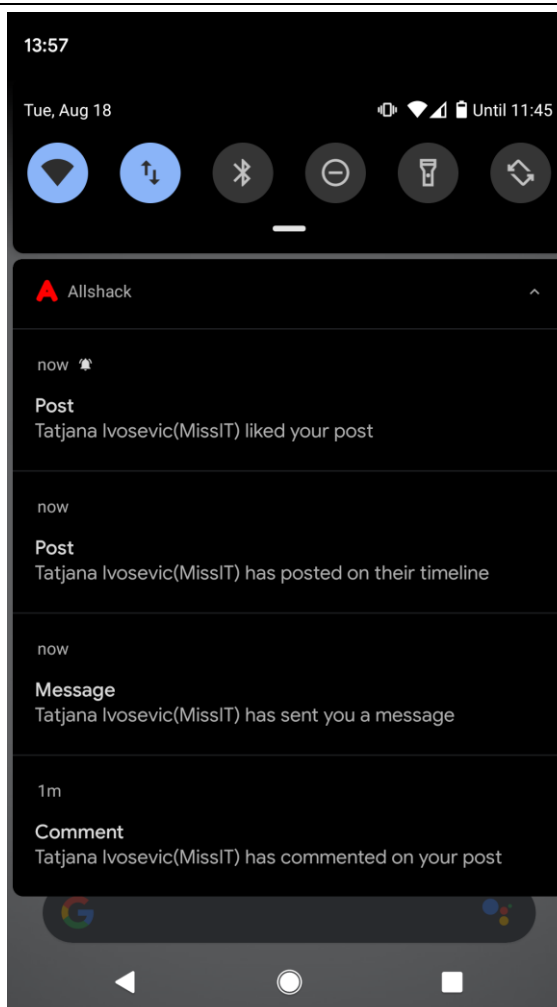 13:57
Tue, Aug 18 Until 11:45
Allshack
now
Post
Tatjana Ivosevic(MissIT) liked your post
now
Post
Tatjana Ivosevic(MissIT) has posted on their timeline
now
Message
Tatjana Ivosevic(MissIT) has sent you a message
1m
Comment
Tatjana Ivosevic(MissIT) has commented on your post